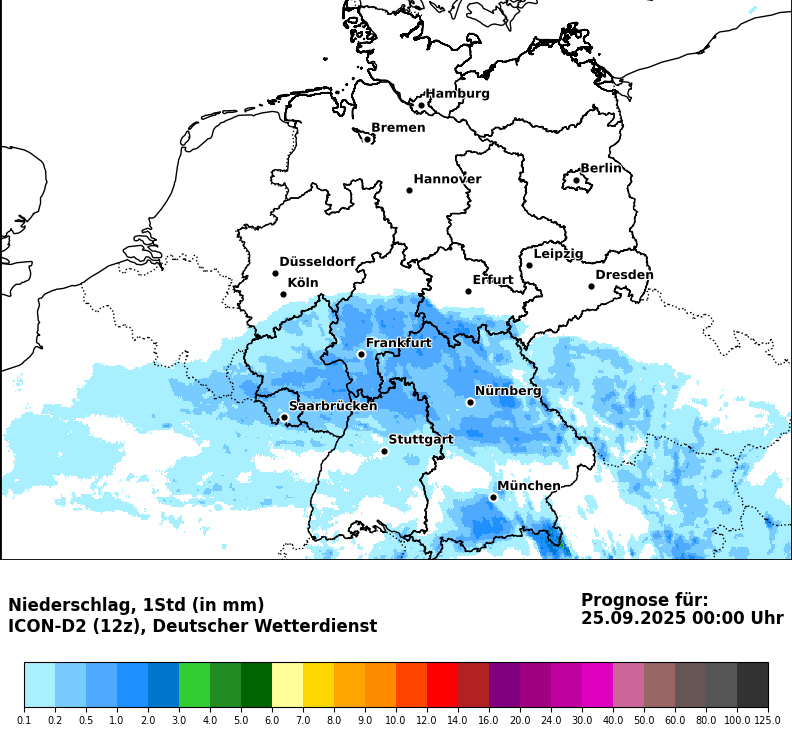 Hamburg
Bremen
Berlin
Hannover
Leipzig
Düsseldorf
Dresden
Köln
Erfurt
Frankfurt
Nürnberg
Saarbrücken
Stuttgart
München
Niederschlag, 1Std (in mm)
ICON-D2 (12z), Deutscher Wetterdienst
Prognose für:
25.09.2025 00:00 Uhr
0.1 0.2 0.5 1.0 2.0 3.0 4.0 5.0 6.0 7.0 8.0 9.0 10.0 12.0 14.0 16.0 20.0 24.0 30.0 40.0 50.0 60.0 80.0 100.0 125.0